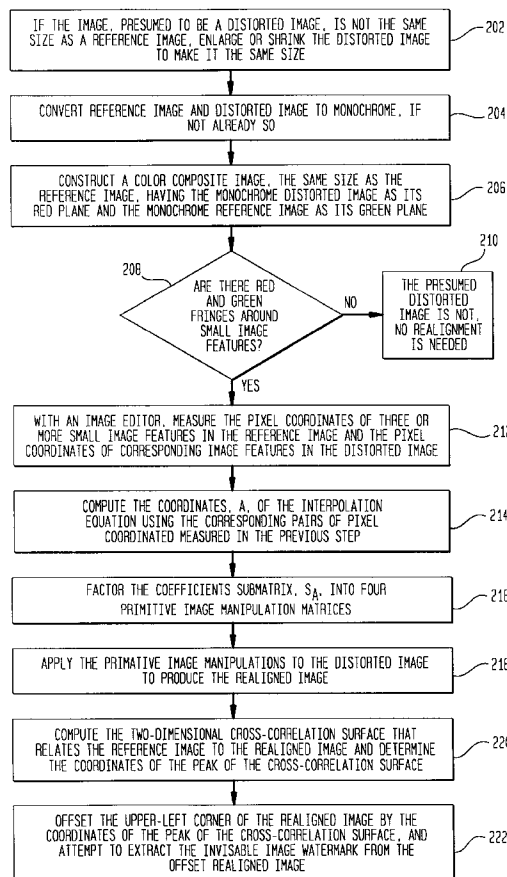 IF THE IMAGE, PRESUMED TO BE A DISTORTED IMAGE, IS NOT THE SAME
SIZE AS A REFERENCE IMAGE, ENLARGE OR SHRINK THE DISTORTED IMAGE
TO MAKE IT THE SAME SIZE
202
CONVERT REFERENCE IMAGE AND DISTORTED IMAGE TO MONOCHROME, IF
NOT ALREADY SO
204
CONSTRUCT A COLOR COMPOSITE IMAGE, THE SAME SIZE AS THE
REFERENCE IMAGE, HAVING THE MONOCHROME DISTORTED IMAGE AS ITS
RED PLANE AND THE MONOCHROME REFERENCE IMAGE AS ITS GREEN PLANE
206
208
ARE THERE RED
AND GREEN
FRINGES AROUND
SMALL IMAGE
FEATURES?
NO
210
THE PRESUMED
DISTORTED
IMAGE IS NOT,
NO REALIGNMENT
IS NEEDED
YES
WITH AN IMAGE EDITOR, MEASURE THE PIXEL COORDINATES OF THREE OR
MORE SMALL IMAGE FEATURES IN THE REFERENCE IMAGE AND THE PIXEL
COORDINATES OF CORRESPONDING IMAGE FEATURES IN THE DISTORTED IMAGE
212
COMPUTE THE COORDINATES, A, OF THE INTERPOLATION
EQUATION USING THE CORRESPONDING PAIRS OF PIXEL
COORDINATED MEASURED IN THE PREVIOUS STEP
214
FACTOR THE COEFFICIENTS SUBMATRIX, SA, INTO FOUR
PRIMITIVE IMAGE MANIPULATION MATRICES
216
APPLY THE PRIMATIVE IMAGE MANIPULATIONS TO THE DISTORTED IMAGE
TO PRODUCE THE REALIGNED IMAGE
218
COMPUTE THE TWO-DIMENSIONAL CROSS-CORRELATION SURFACE THAT
RELATES THE REFERENCE IMAGE TO THE REALIGNED IMAGE AND DETERMINE
THE COORDINATES OF THE PEAK OF THE CROSS-CORRELATION SURFACE
220
OFFSET THE UPPER-LEFT CORNER OF THE REALIGNED IMAGE BY THE
COORDINATES OF THE PEAK OF THE CROSS-CORRELATION SURFACE, AND
ATTEMPT TO EXTRACT THE INVISABLE IMAGE WATERMARK FROM THE
OFFSET REALIGNED IMAGE
222